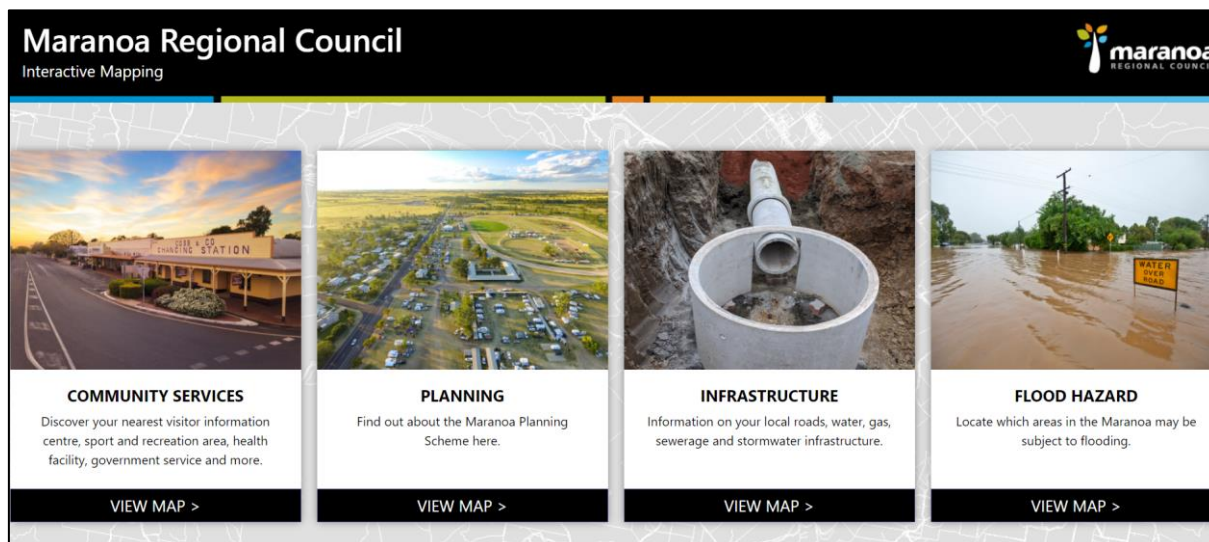 Maranoa Regional Council
Interactive Mapping
maranoa
REGIONAL COUNCIL
COBB & CO
CHANGING STATION
WATER
OVER
ROAD
COMMUNITY SERVICES
Discover your nearest visitor information
centre, sport and recreation area, health
facility, government service and more.
VIEW MAP >
PLANNING
Find out about the Maranoa Planning
Scheme here.
VIEW MAP >
INFRASTRUCTURE
Information on your local roads, water, gas,
sewerage and stormwater infrastructure.
VIEW MAP >
FLOOD HAZARD
Locate which areas in the Maranoa may be
subject to flooding.
VIEW MAP >